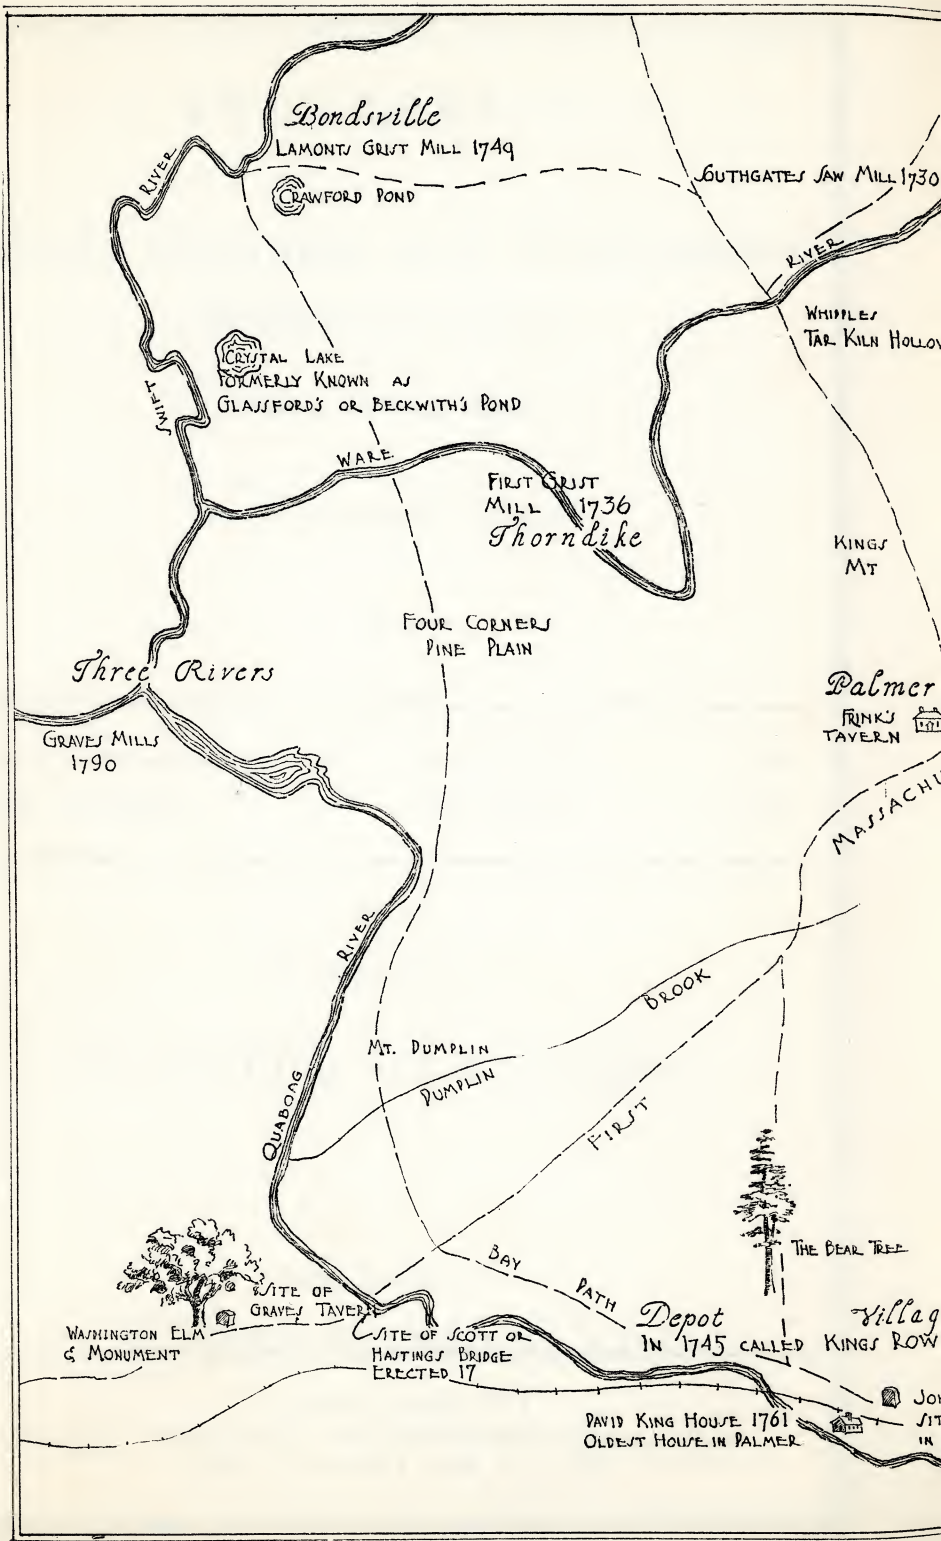 Bondsville
LAMONTS GRIST MILL 1749
RIVER
CRAWFORD POND
SOUTHGATES SAW MILL 1730
RIVER
WHIPPLES
TAR KILN HOLLOW
CRYSTAL LAKE
FORMERLY KNOWN AS
GLASSFORD'S OR BECKWITH'S POND
SWIFT
WARE
FIRST GRIST
MILL 1736
Thorndike
KINGS
MT
FOUR CORNERS
PINE PLAIN
Three Rivers
Palmer
FRINK'S
TAVERN
GRAVES MILLS
1790
MASSACHU
RIVER
BROOK
MT. DUMPLIN
DUMPLIN
QUABOAG
FIRST
THE BEAR TREE
BAY
PATH
SITE OF
GRAVES TAVERN
Depot Villag
WASHINGTON ELM
& MONUMENT
SITE OF SCOTT OR
HASTINGS BRIDGE
ERECTED 17
IN 1745 CALLED KINGS ROW
DAVID KING HOUSE 1761
OLDEST HOUSE IN PALMER
JOH
SIT
IN